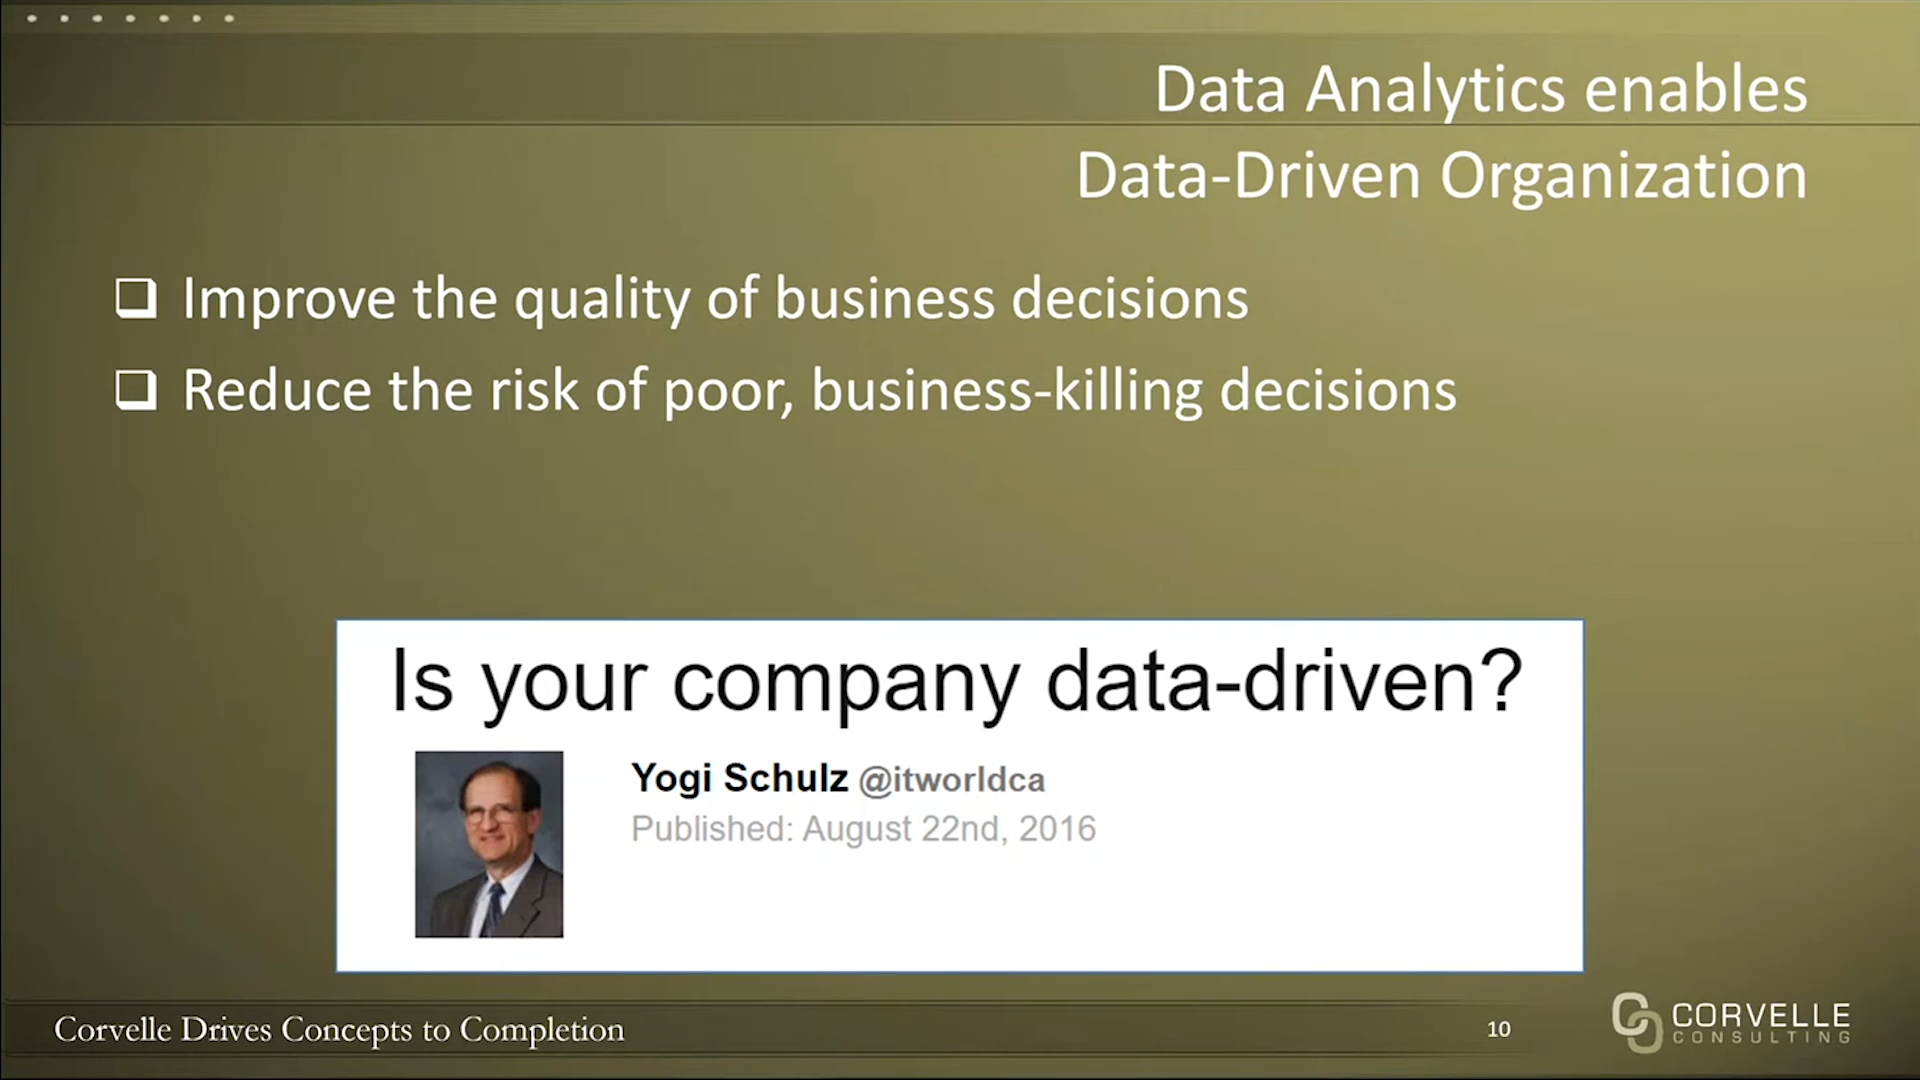 Data Analytics enables
Data-Driven Organization
❑ Improve the quality of business decisions
❑ Reduce the risk of poor, business-killing decisions
Is your company data-driven?
Yogi Schulz @itworldca
Published: August 22nd, 2016
Corvelle Drives Concepts to Completion
10
CORVELLE
CONSULTING